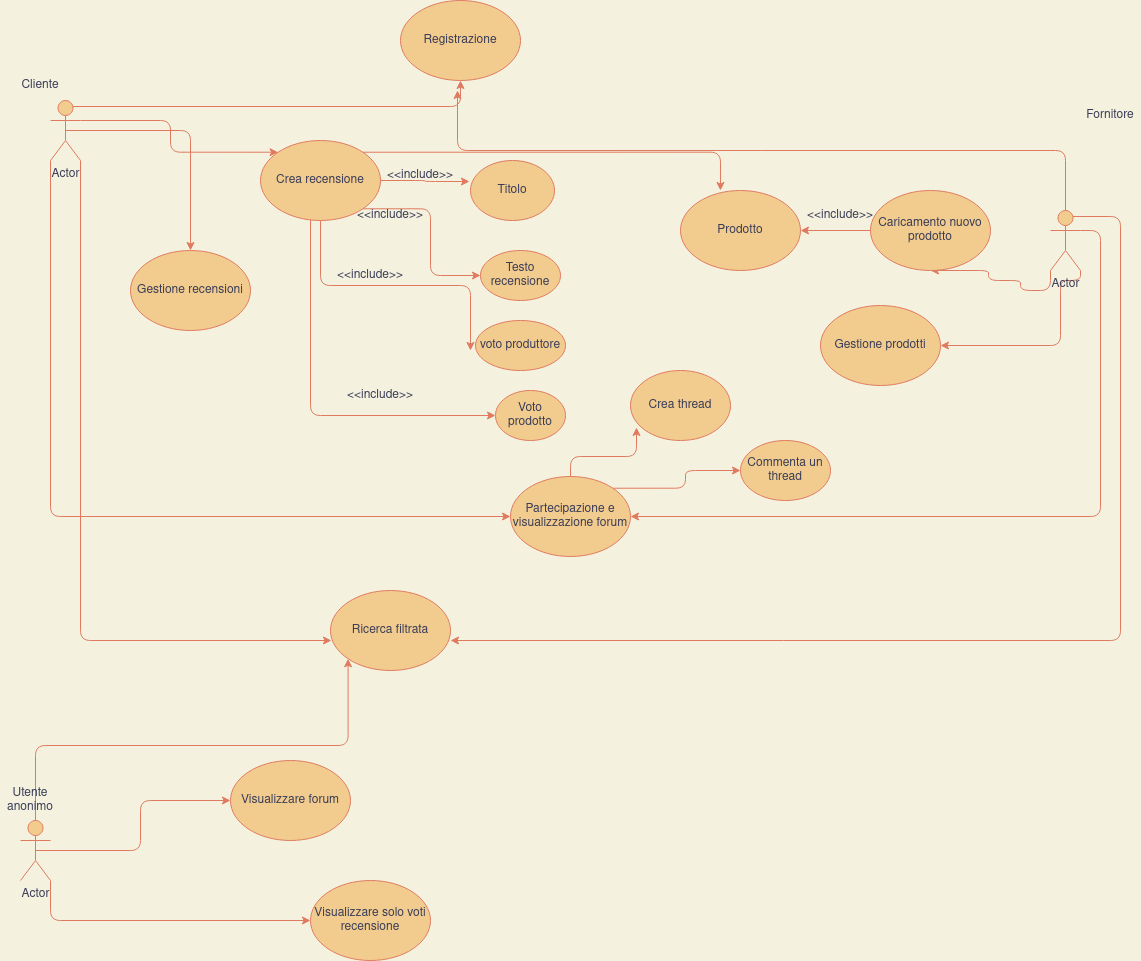 Registrazione
Cliente
Fornitore
Actor
Crea recensione
<<include>>
Titolo
<<include>>
<<include>>
Prodotto
Caricamento nuovo
prodotto
Testo
recensione
<<include>>
Actor
Gestione recensioni
voto produttore
Gestione prodotti
<<include>>
Voto
prodotto
Crea thread
Commenta un
thread
Partecipazione e
visualizzazione forum
Ricerca filtrata
Utente
anonimo
Visualizzare forum
Actor
Visualizzare solo voti
recensione